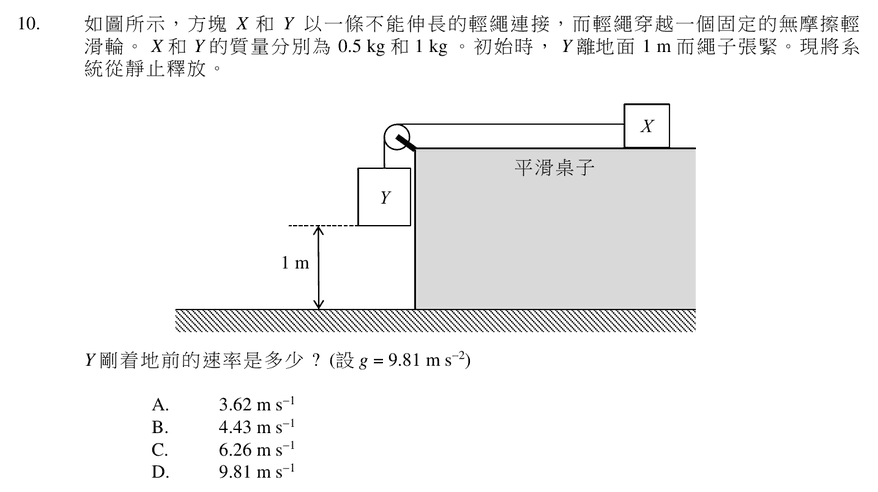 10. 如圖所示，方塊 X 和 Y 以一條不能伸長的輕繩連接，而輕繩穿越一個固定的無摩擦輕
滑輪。 X 和 Y 的質量分別為 0.5 kg 和 1 kg 。初始時， Y 離地面 1 m 而繩子張緊。現將系
統從靜止釋放。
X
平滑桌子
Y
1 m
Y 剛着地前的速率是多少？(設 g = 9.81 m s⁻²)
A. 3.62 m s⁻¹
B. 4.43 m s⁻¹
C. 6.26 m s⁻¹
D. 9.81 m s⁻¹